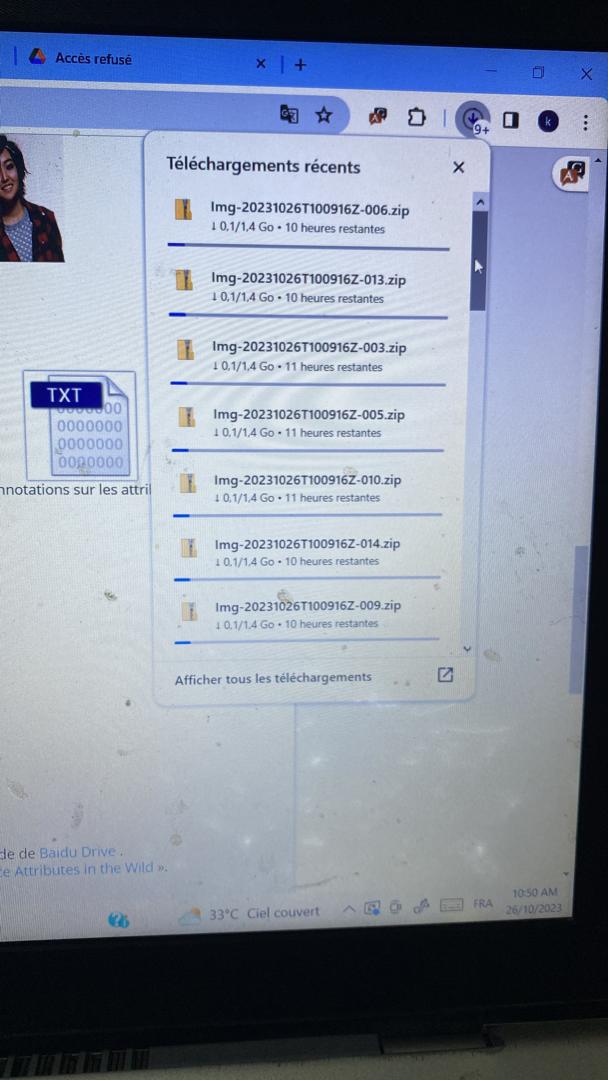 Accès refusé
9+
k
Téléchargements récents
Img-20231026T100916Z-006.zip
↓ 0,1/1,4 Go • 10 heures restantes
Img-20231026T100916Z-013.zip
↓ 0,1/1,4 Go • 10 heures restantes
Img-20231026T100916Z-003.zip
↓ 0,1/1,4 Go • 11 heures restantes
Img-20231026T100916Z-005.zip
↓ 0,1/1,4 Go • 11 heures restantes
Img-20231026T100916Z-010.zip
↓ 0,1/1,4 Go • 11 heures restantes
Img-20231026T100916Z-014.zip
↓ 0,1/1,4 Go • 10 heures restantes
Img-20231026T100916Z-009.zip
↓ 0,1/1,4 Go • 10 heures restantes
Afficher tous les téléchargements
TXT
0000000
0000000
0000000
nnotations sur les attri
de de Baidu Drive .
e Attributes in the Wild ».
33°C Ciel couvert
FRA
10:50 AM
26/10/2023